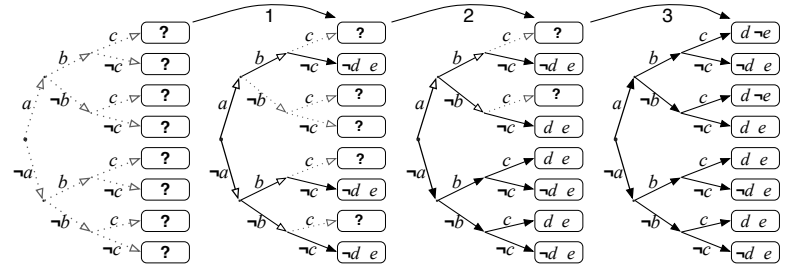 1 2 3
c ? c ? c ? c d ¬e
b b b b
¬c ? ¬c ¬d e ¬c ¬d e ¬c ¬d e
¬b c ? ¬b c ? ¬b c ? ¬b c d ¬e
a a a a
¬c ? ¬c ? ¬c d e ¬c d e
c ? c ? c d e c d e
¬a ¬a ¬a ¬a
b b b b
¬c ? ¬c ¬d e ¬c ¬d e ¬c ¬d e
¬b c ? ¬b c ? ¬b c d e ¬b c d e
¬c ? ¬c ¬d e ¬c ¬d e ¬c ¬d e